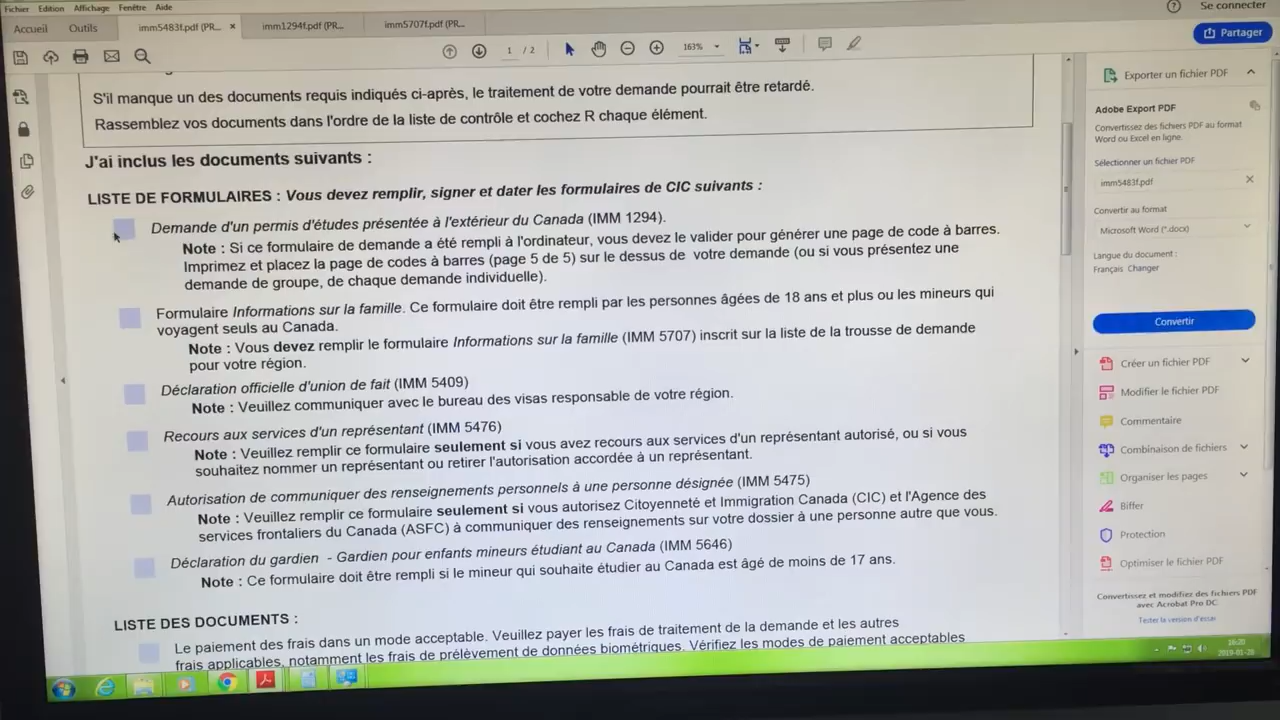 Fichier Edition Affichage Fenêtre Aide
Se connecter
Accueil Outils imm5483f.pdf (PR... × imm1294f.pdf (PR... imm5707f.pdf (PR...
Partager
1 / 2 163%
S'il manque un des documents requis indiqués ci-après, le traitement de votre demande pourrait être retardé.
Rassemblez vos documents dans l'ordre de la liste de contrôle et cochez R chaque élément.
J'ai inclus les documents suivants :
LISTE DE FORMULAIRES : Vous devez remplir, signer et dater les formulaires de CIC suivants :
Demande d'un permis d'études présentée à l'extérieur du Canada (IMM 1294).
Note : Si ce formulaire de demande a été rempli à l'ordinateur, vous devez le valider pour générer une page de code à barres.
Imprimez et placez la page de codes à barres (page 5 de 5) sur le dessus de votre demande (ou si vous présentez une
demande de groupe, de chaque demande individuelle).
Formulaire Informations sur la famille. Ce formulaire doit être rempli par les personnes âgées de 18 ans et plus ou les mineurs qui
voyagent seuls au Canada.
Note : Vous devez remplir le formulaire Informations sur la famille (IMM 5707) inscrit sur la liste de la trousse de demande
pour votre région.
Déclaration officielle d'union de fait (IMM 5409)
Note : Veuillez communiquer avec le bureau des visas responsable de votre région.
Recours aux services d'un représentant (IMM 5476)
Note : Veuillez remplir ce formulaire seulement si vous avez recours aux services d'un représentant autorisé, ou si vous
souhaitez nommer un représentant ou retirer l'autorisation accordée à un représentant.
Autorisation de communiquer des renseignements personnels à une personne désignée (IMM 5475)
Note : Veuillez remplir ce formulaire seulement si vous autorisez Citoyenneté et Immigration Canada (CIC) et l'Agence des
services frontaliers du Canada (ASFC) à communiquer des renseignements sur votre dossier à une personne autre que vous.
Déclaration du gardien - Gardien pour enfants mineurs étudiant au Canada (IMM 5646)
Note : Ce formulaire doit être rempli si le mineur qui souhaite étudier au Canada est âgé de moins de 17 ans.
LISTE DES DOCUMENTS :
Le paiement des frais dans un mode acceptable. Veuillez payer les frais de traitement de la demande et les autres
frais applicables, notamment les frais de prélèvement de données biométriques. Vérifiez les modes de paiement acceptables
Exporter un fichier PDF
Adobe Export PDF
Convertissez des fichiers PDF au format
Word ou Excel en ligne.
Sélectionner un fichier PDF
imm5483f.pdf
Convertir au format
Microsoft Word (*.docx)
Langue du document :
Français Changer
Convertir
Créer un fichier PDF
Modifier le fichier PDF
Commentaire
Combinaison de fichiers
Organiser les pages
Biffer
Protection
Optimiser le fichier PDF
Convertissez et modifiez des fichiers PDF
avec Acrobat Pro DC
Tester la version d'essai
16:20